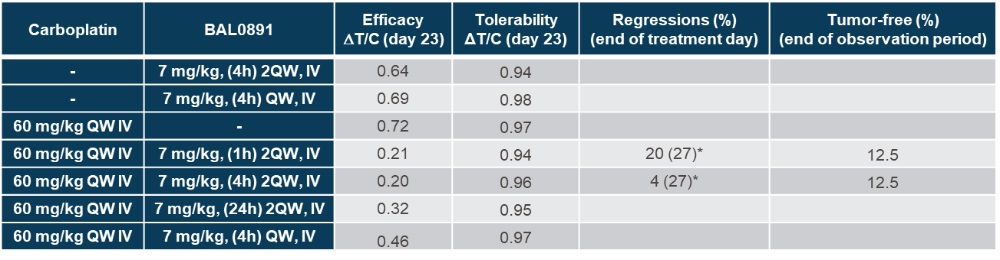 Carboplatin BAL0891 Efficacy Tolerability Regressions (%) Tumor-free (%)
ΔT/C (day 23) ΔT/C (day 23) (end of treatment day) (end of observation period)
- 7 mg/kg, (4h) 2QW, IV 0.64 0.94
- 7 mg/kg, (4h) QW, IV 0.69 0.98
60 mg/kg QW IV - 0.72 0.97
60 mg/kg QW IV 7 mg/kg, (1h) 2QW, IV 0.21 0.94 20 (27)* 12.5
60 mg/kg QW IV 7 mg/kg, (4h) 2QW, IV 0.20 0.96 4 (27)* 12.5
60 mg/kg QW IV 7 mg/kg, (24h) 2QW, IV 0.32 0.95
60 mg/kg QW IV 7 mg/kg, (4h) QW, IV 0.46 0.97